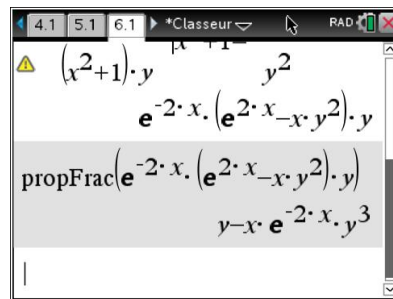 4.1 5.1 6.1 *Classeur RAD
(x²+1)·y y²
e^-2·x·(e^2·x-x·y²)·y
propFrac(e^-2·x·(e^2·x-x·y²)·y)
y-x·e^-2·x·y³